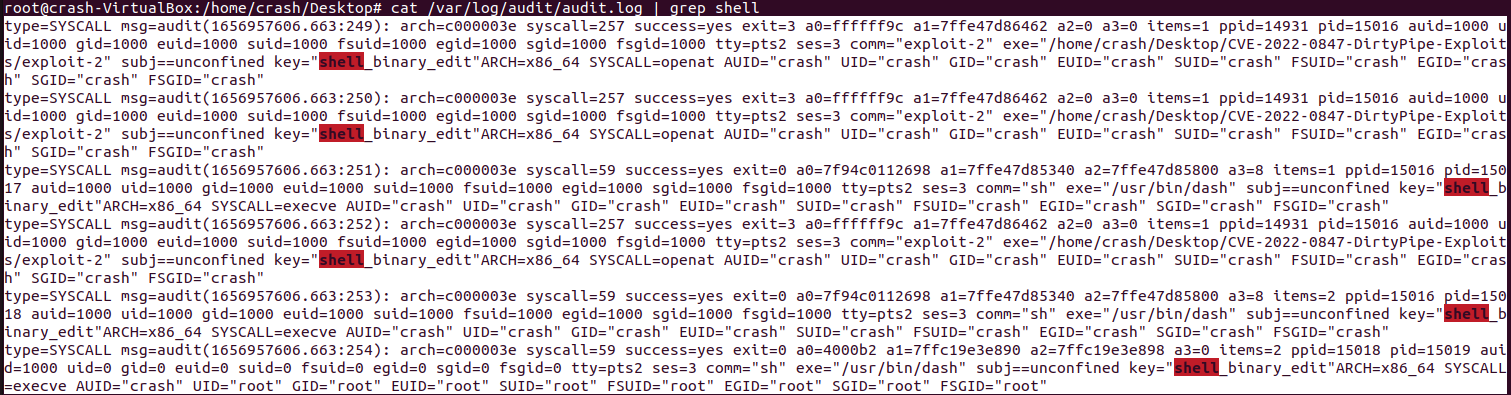 root@crash-VirtualBox:/home/crash/Desktop# cat /var/log/audit/audit.log | grep shell
type=SYSCALL msg=audit(1656957606.663:249): arch=c000003e syscall=257 success=yes exit=3 a0=ffffff9c a1=7ffe47d86462 a2=0 a3=0 items=1 ppid=14931 pid=15016 auid=1000 u
id=1000 gid=1000 euid=1000 suid=1000 fsuid=1000 egid=1000 sgid=1000 fsgid=1000 tty=pts2 ses=3 comm="exploit-2" exe="/home/crash/Desktop/CVE-2022-0847-DirtyPipe-Exploit
s/exploit-2" subj==unconfined key="shell_binary_edit"ARCH=x86_64 SYSCALL=openat AUID="crash" UID="crash" GID="crash" EUID="crash" SUID="crash" FSUID="crash" EGID="cras
h" SGID="crash" FSGID="crash"
type=SYSCALL msg=audit(1656957606.663:250): arch=c000003e syscall=257 success=yes exit=3 a0=ffffff9c a1=7ffe47d86462 a2=0 a3=0 items=1 ppid=14931 pid=15016 auid=1000 u
id=1000 gid=1000 euid=1000 suid=1000 fsuid=1000 egid=1000 sgid=1000 fsgid=1000 tty=pts2 ses=3 comm="exploit-2" exe="/home/crash/Desktop/CVE-2022-0847-DirtyPipe-Exploit
s/exploit-2" subj==unconfined key="shell_binary_edit"ARCH=x86_64 SYSCALL=openat AUID="crash" UID="crash" GID="crash" EUID="crash" SUID="crash" FSUID="crash" EGID="cras
h" SGID="crash" FSGID="crash"
type=SYSCALL msg=audit(1656957606.663:251): arch=c000003e syscall=59 success=yes exit=0 a0=7f94c0112698 a1=7ffe47d85340 a2=7ffe47d85800 a3=8 items=1 ppid=15016 pid=150
17 auid=1000 uid=1000 gid=1000 euid=1000 suid=1000 fsuid=1000 egid=1000 sgid=1000 fsgid=1000 tty=pts2 ses=3 comm="sh" exe="/usr/bin/dash" subj==unconfined key="shell_b
inary_edit"ARCH=x86_64 SYSCALL=execve AUID="crash" UID="crash" GID="crash" EUID="crash" SUID="crash" FSUID="crash" EGID="crash" SGID="crash" FSGID="crash"
type=SYSCALL msg=audit(1656957606.663:252): arch=c000003e syscall=257 success=yes exit=3 a0=ffffff9c a1=7ffe47d86462 a2=0 a3=0 items=1 ppid=14931 pid=15016 auid=1000 u
id=1000 gid=1000 euid=1000 suid=1000 fsuid=1000 egid=1000 sgid=1000 fsgid=1000 tty=pts2 ses=3 comm="exploit-2" exe="/home/crash/Desktop/CVE-2022-0847-DirtyPipe-Exploit
s/exploit-2" subj==unconfined key="shell_binary_edit"ARCH=x86_64 SYSCALL=openat AUID="crash" UID="crash" GID="crash" EUID="crash" SUID="crash" FSUID="crash" EGID="cras
h" SGID="crash" FSGID="crash"
type=SYSCALL msg=audit(1656957606.663:253): arch=c000003e syscall=59 success=yes exit=0 a0=7f94c0112698 a1=7ffe47d85340 a2=7ffe47d85800 a3=8 items=2 ppid=15016 pid=150
18 auid=1000 uid=1000 gid=1000 euid=1000 suid=1000 fsuid=1000 egid=1000 sgid=1000 fsgid=1000 tty=pts2 ses=3 comm="sh" exe="/usr/bin/dash" subj==unconfined key="shell_b
inary_edit"ARCH=x86_64 SYSCALL=execve AUID="crash" UID="crash" GID="crash" EUID="crash" SUID="crash" FSUID="crash" EGID="crash" SGID="crash" FSGID="crash"
type=SYSCALL msg=audit(1656957606.663:254): arch=c000003e syscall=59 success=yes exit=0 a0=4000b2 a1=7ffc19e3e890 a2=7ffc19e3e898 a3=0 items=2 ppid=15018 pid=15019 aui
d=1000 uid=0 gid=0 euid=0 suid=0 fsuid=0 egid=0 sgid=0 fsgid=0 tty=pts2 ses=3 comm="sh" exe="/usr/bin/dash" subj==unconfined key="shell_binary_edit"ARCH=x86_64 SYSCALL
=execve AUID="crash" UID="root" GID="root" EUID="root" SUID="root" FSUID="root" EGID="root" SGID="root" FSGID="root"